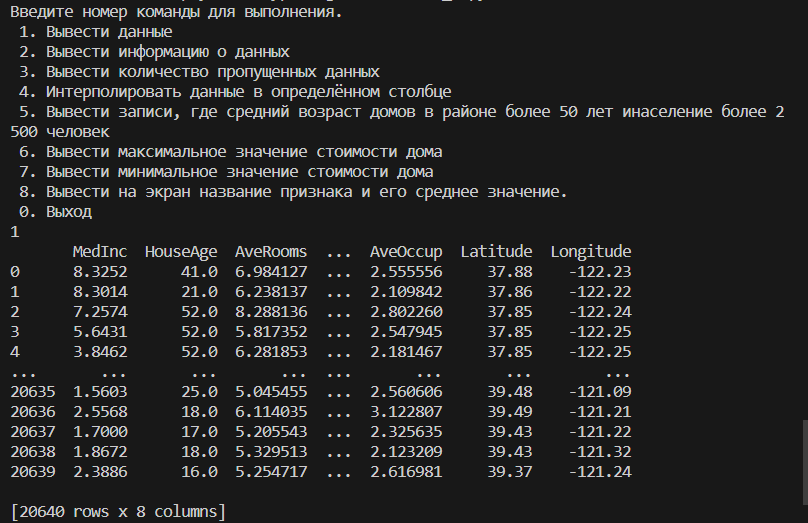 Введите номер команды для выполнения.
 1. Вывести данные
 2. Вывести информацию о данных
 3. Вывести количество пропущенных данных
 4. Интерполировать данные в определённом столбце
 5. Вывести записи, где средний возраст домов в районе более 50 лет инаселение более 2
500 человек
 6. Вывести максимальное значение стоимости дома
 7. Вывести минимальное значение стоимости дома
 8. Вывести на экран название признака и его среднее значение.
 0. Выход
1
       MedInc  HouseAge  AveRooms  ...  AveOccup  Latitude  Longitude
0      8.3252      41.0  6.984127  ...  2.555556     37.88    -122.23
1      8.3014      21.0  6.238137  ...  2.109842     37.86    -122.22
2      7.2574      52.0  8.288136  ...  2.802260     37.85    -122.24
3      5.6431      52.0  5.817352  ...  2.547945     37.85    -122.25
4      3.8462      52.0  6.281853  ...  2.181467     37.85    -122.25
...       ...       ...       ...  ...       ...       ...        ...
20635  1.5603      25.0  5.045455  ...  2.560606     39.48    -121.09
20636  2.5568      18.0  6.114035  ...  3.122807     39.49    -121.21
20637  1.7000      17.0  5.205543  ...  2.325635     39.43    -121.22
20638  1.8672      18.0  5.329513  ...  2.123209     39.43    -121.32
20639  2.3886      16.0  5.254717  ...  2.616981     39.37    -121.24
[20640 rows x 8 columns]